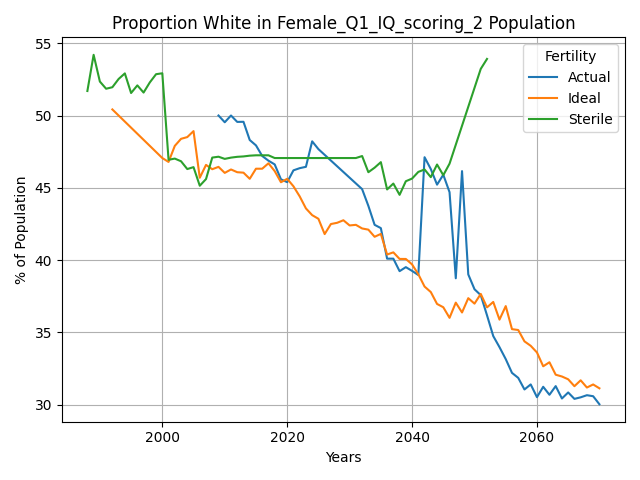 Proportion White in Female_Q1_IQ_scoring_2 Population
55
50
45
40
35
30
% of Population
Fertility
Actual
Ideal
Sterile
2000
2020
2040
2060
Years